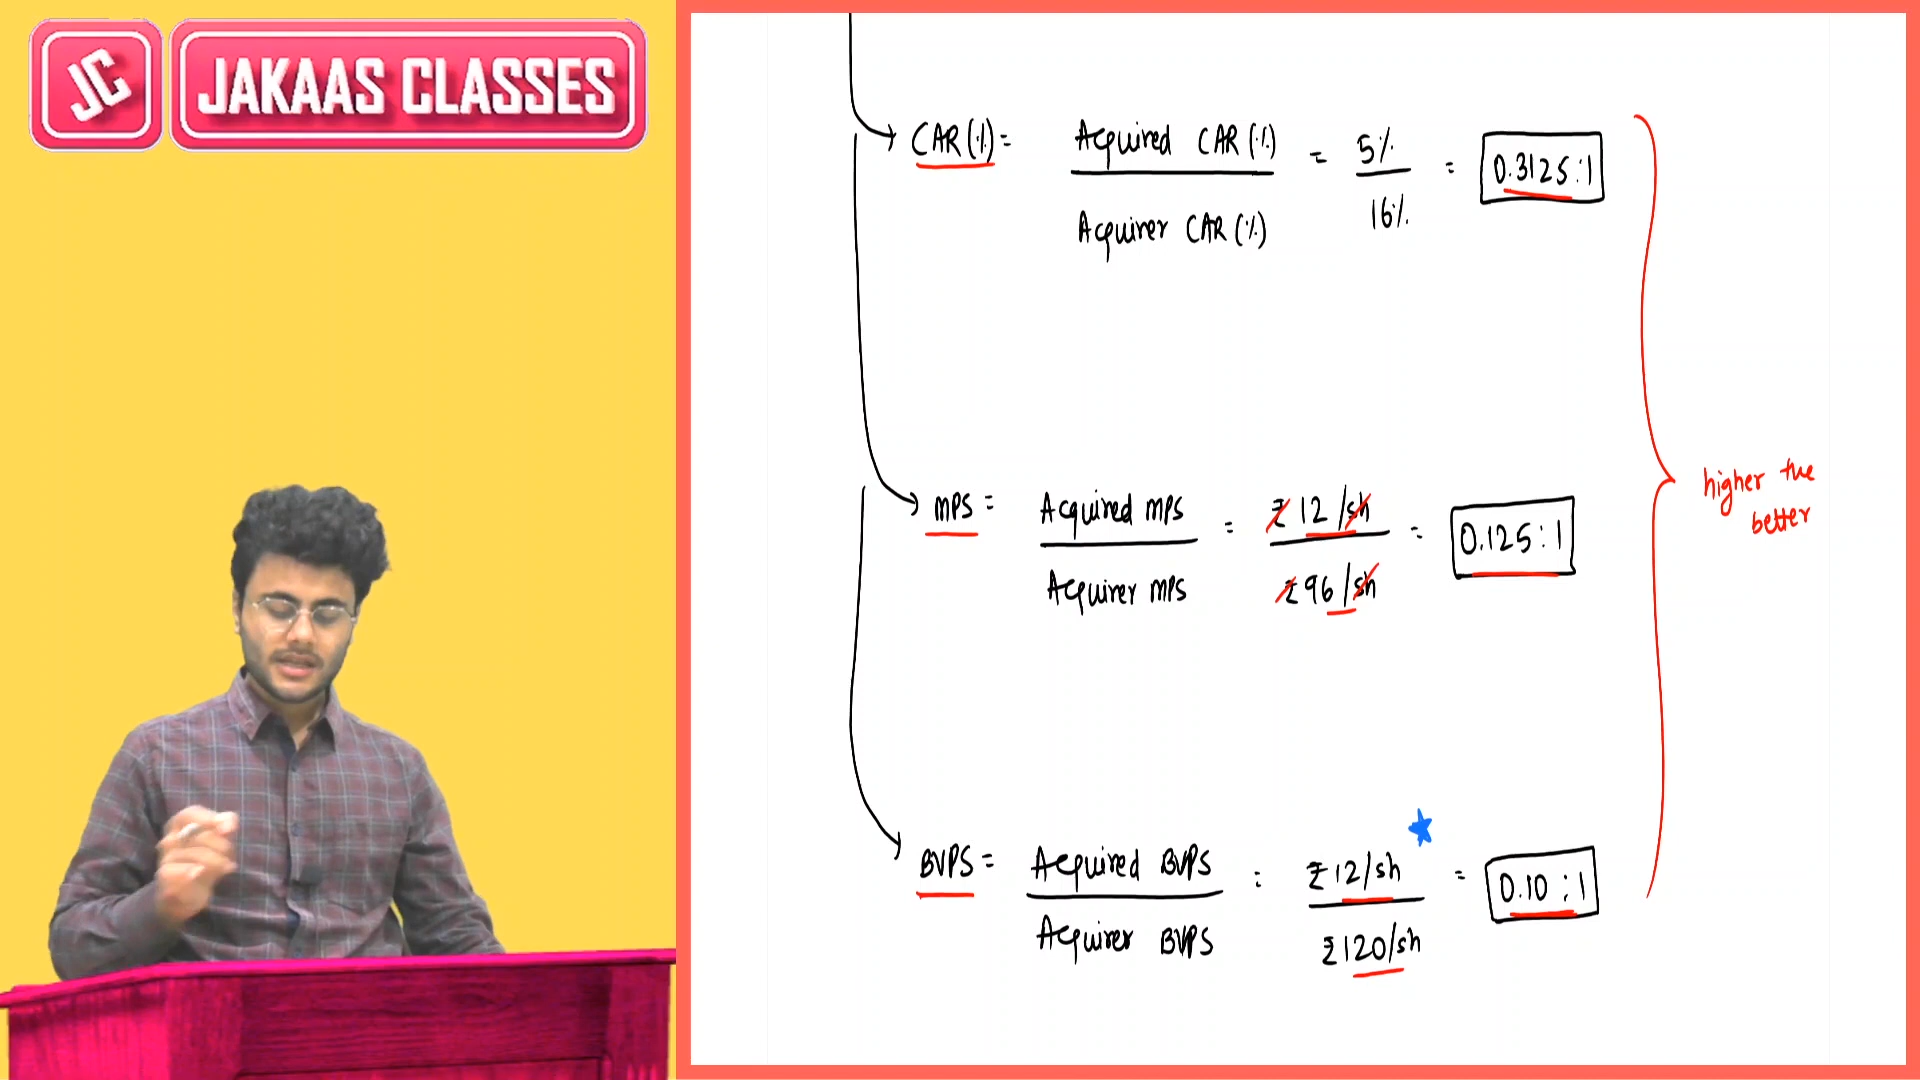 JC JAKAAS CLASSES
CAR (%) = Acquired CAR (%) / Acquirer CAR (%) = 5% / 16% = 0.3125 : 1
MPS = Acquired MPS / Acquirer MPS = ₹12/sh / ₹96/sh = 0.125 : 1
higher the
better
BVPS = Acquired BVPS / Acquirer BVPS = ₹12/sh / ₹120/sh = 0.10 : 1